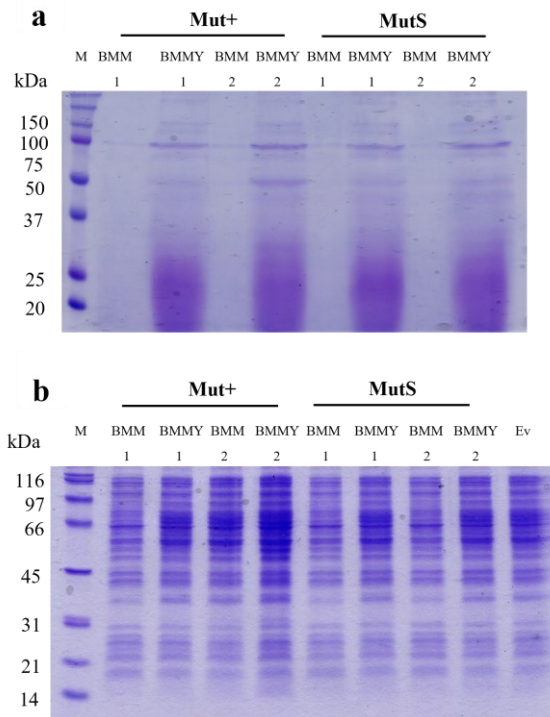 a
Mut+ MutS
M BMM BMMY BMM BMMY BMM BMMY BMM BMMY
kDa 1 1 2 2 1 1 2 2
150
100
75
50
37
25
20
b
Mut+ MutS
kDa M BMM BMMY BMM BMMY BMM BMMY BMM BMMY Ev
1 1 2 2 1 1 2 2
116
97
66
45
31
21
14